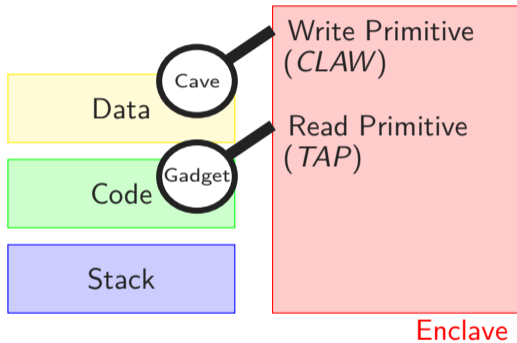 Write Primitive
(CLAW)
Cave
Data
Read Primitive
(TAP)
Gadget
Code
Stack
Enclave